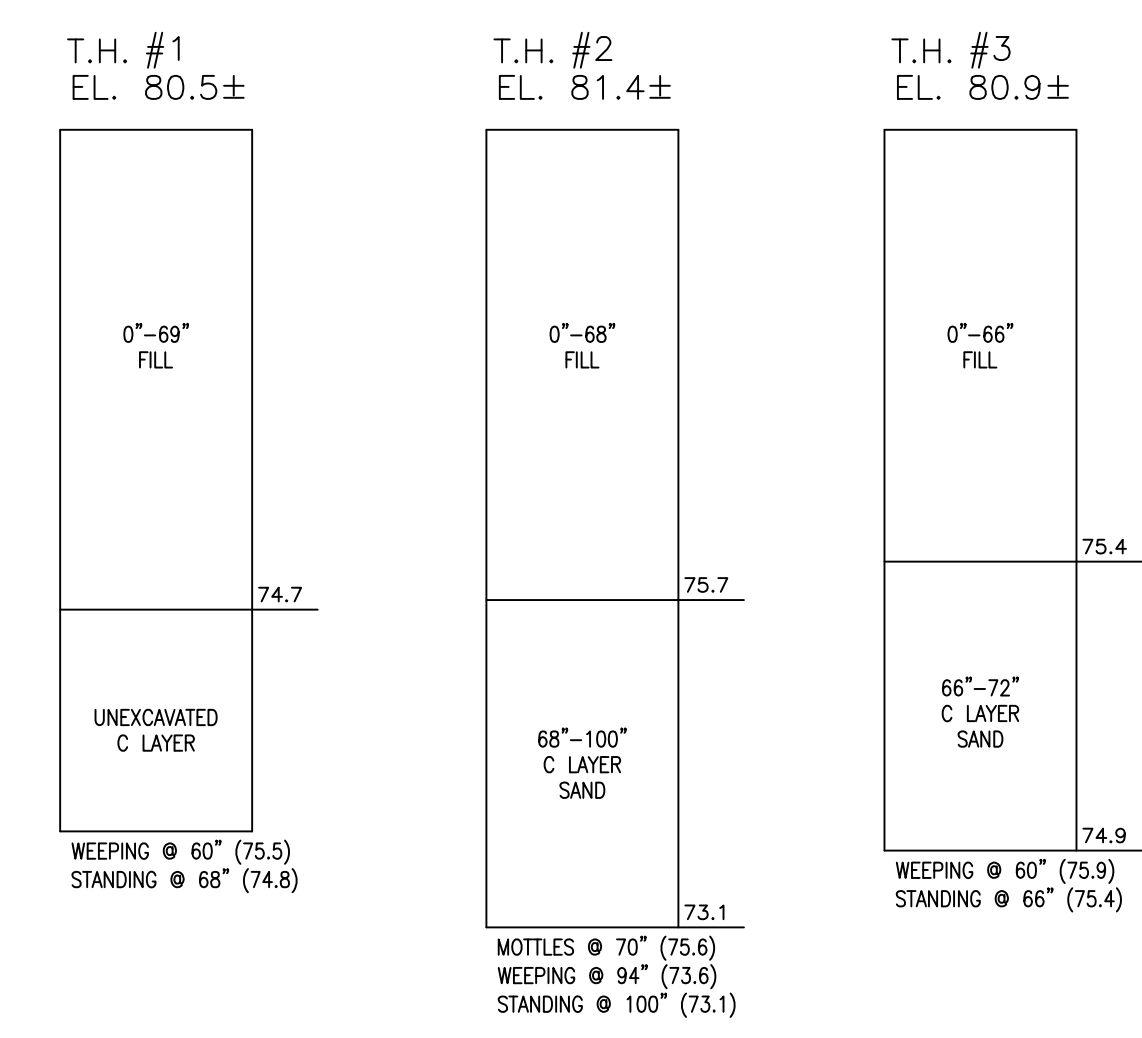 T.H. #1
EL. 80.5±
0"-69"
FILL
74.7
UNEXCAVATED
C LAYER
WEEPING @ 60" (75.5)
STANDING @ 68" (74.8)
T.H. #2
EL. 81.4±
0"-68"
FILL
75.7
68"-100"
C LAYER
SAND
73.1
MOTTLES @ 70" (75.6)
WEEPING @ 94" (73.6)
STANDING @ 100" (73.1)
T.H. #3
EL. 80.9±
0"-66"
FILL
75.4
66"-72"
C LAYER
SAND
74.9
WEEPING @ 60" (75.9)
STANDING @ 66" (75.4)